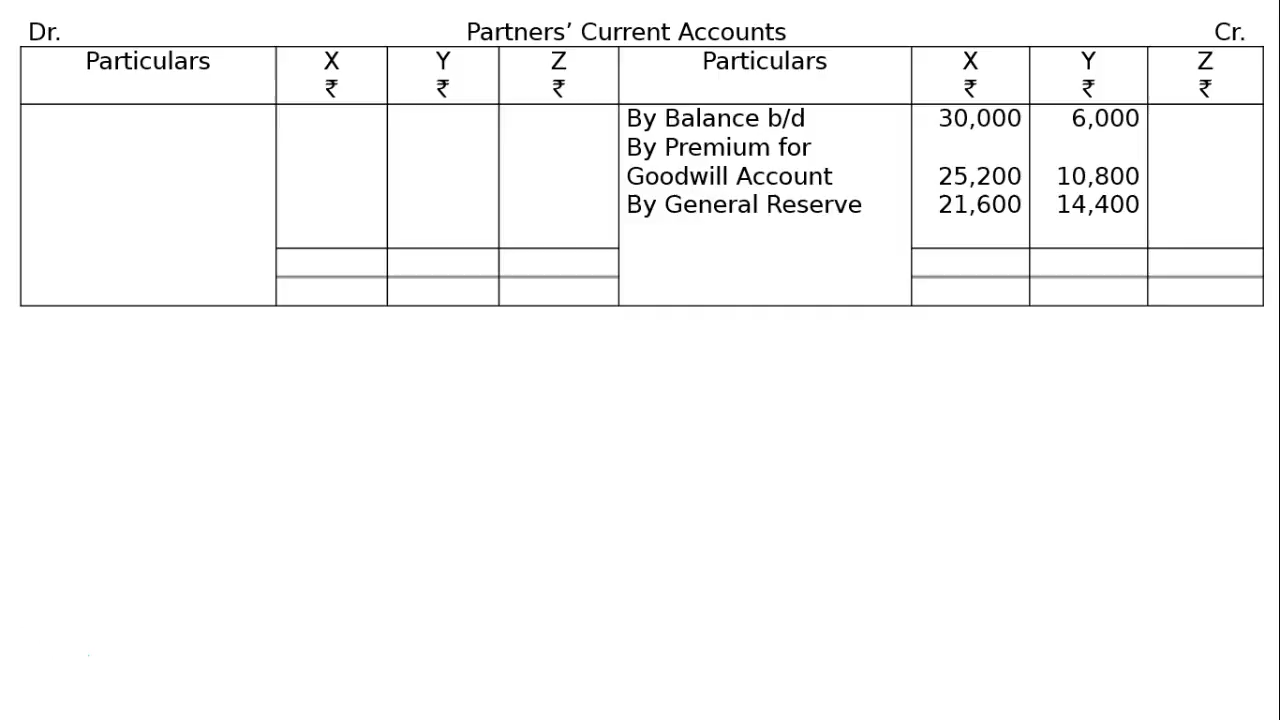 Dr. Partners’ Current Accounts Cr.
Particulars X Y Z Particulars X Y Z
₹ ₹ ₹ ₹ ₹ ₹
By Balance b/d 30,000 6,000
By Premium for
Goodwill Account 25,200 10,800
By General Reserve 21,600 14,400